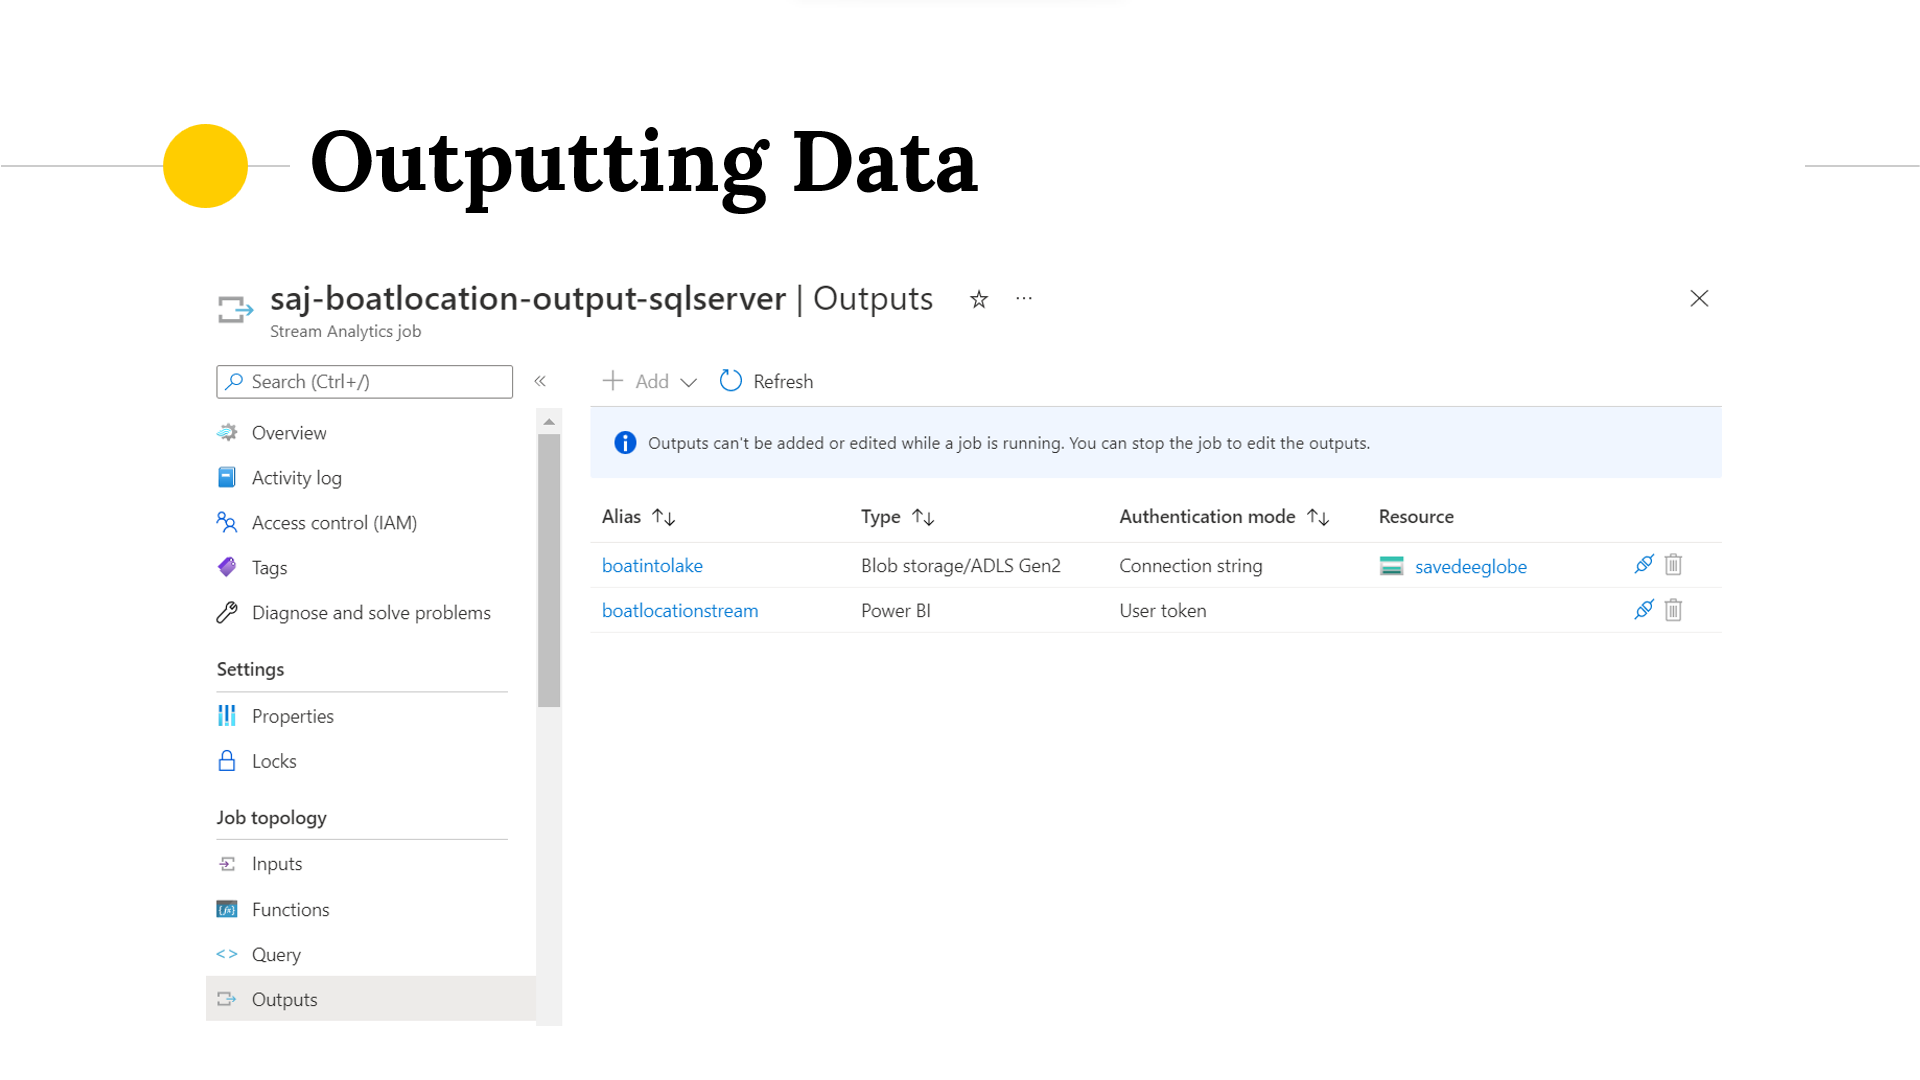 Outputting Data
saj-boatlocation-output-sqlserver | Outputs
Stream Analytics job
Search (Ctrl+/)
Overview
Activity log
Access control (IAM)
Tags
Diagnose and solve problems
Settings
Properties
Locks
Job topology
Inputs
Functions
Query
Outputs
Add Refresh
Outputs can't be added or edited while a job is running. You can stop the job to edit the outputs.
Alias Type Authentication mode Resource
boatintolake Blob storage/ADLS Gen2 Connection string savedeeglobe
boatlocationstream Power BI User token